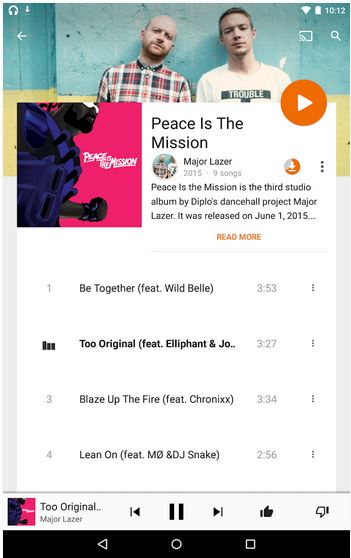 10:12
TROUBLE
Peace Is The
Mission
PEACE IS THE MISSION
Major Lazer
2015 · 9 songs
Peace Is the Mission is the third studio
album by Diplo's dancehall project Major
Lazer. It was released on June 1, 2015....
READ MORE
1 Be Together (feat. Wild Belle) 3:53
Too Original (feat. Elliphant & Jo.. 3:27
3 Blaze Up The Fire (feat. Chronixx) 3:34
4 Lean On (feat. MØ &DJ Snake) 2:56
Too Original..
Major Lazer